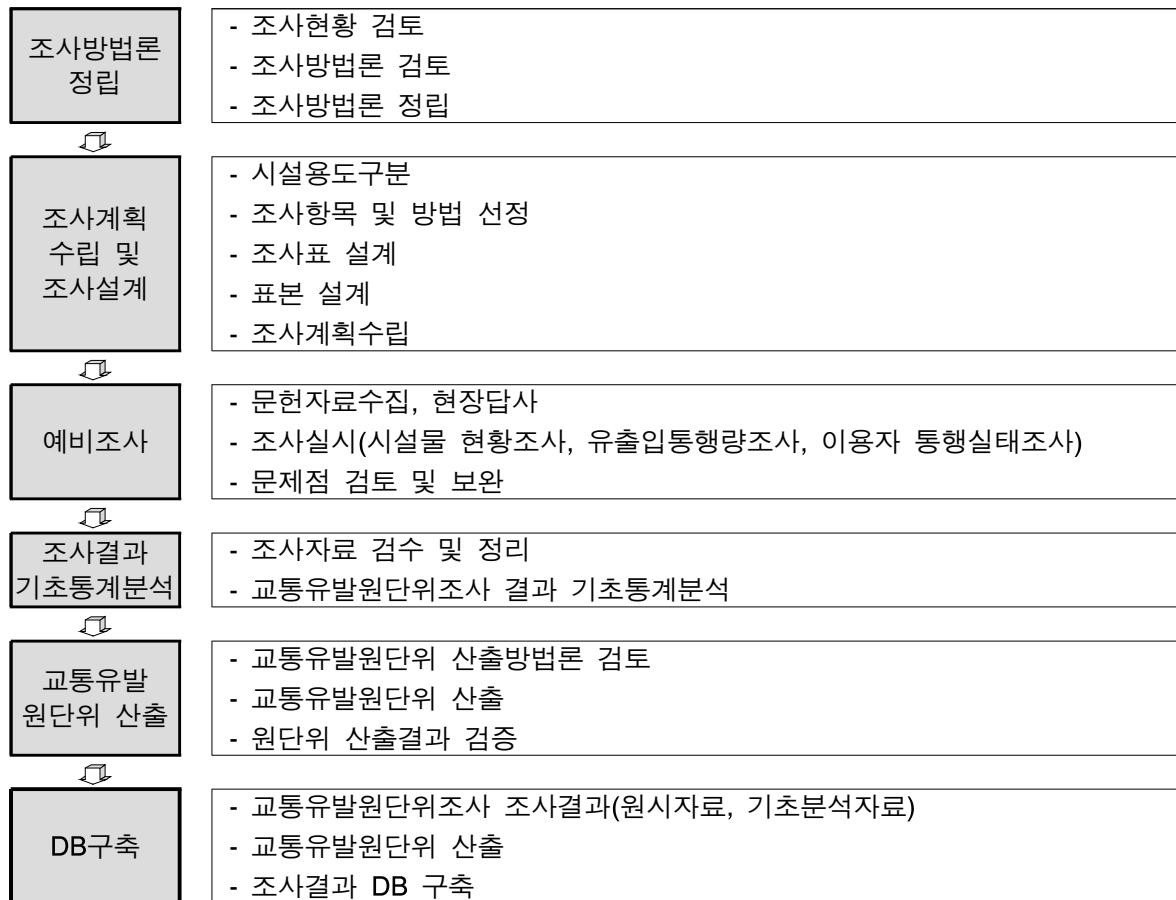 조사방법론
정립
- 조사현황 검토
- 조사방법론 검토
- 조사방법론 정립
조사계획
수립 및
조사설계
- 시설용도구분
- 조사항목 및 방법 선정
- 조사표 설계
- 표본 설계
- 조사계획수립
예비조사
- 문헌자료수집, 현장답사
- 조사실시(시설물 현황조사, 유출입통행량조사, 이용자 통행실태조사)
- 문제점 검토 및 보완
조사결과
기초통계분석
- 조사자료 검수 및 정리
- 교통유발원단위조사 결과 기초통계분석
교통유발
원단위 산출
- 교통유발원단위 산출방법론 검토
- 교통유발원단위 산출
- 원단위 산출결과 검증
DB구축
- 교통유발원단위조사 조사결과(원시자료, 기초분석자료)
- 교통유발원단위 산출
- 조사결과 DB 구축